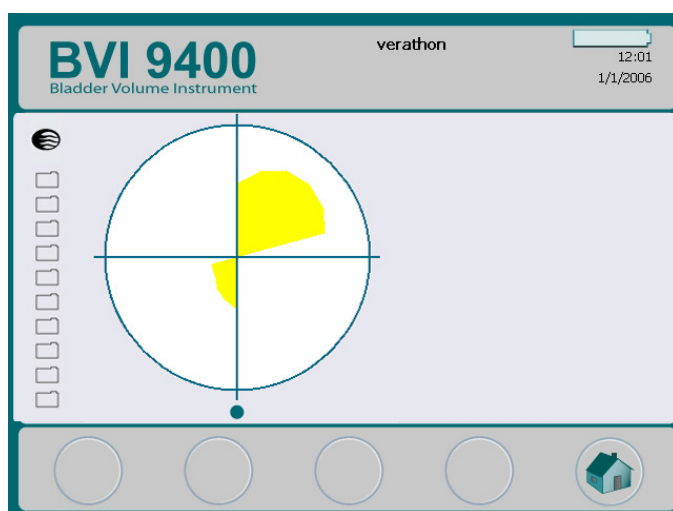 BVI 9400
Bladder Volume Instrument
verathon
12:01
1/1/2006